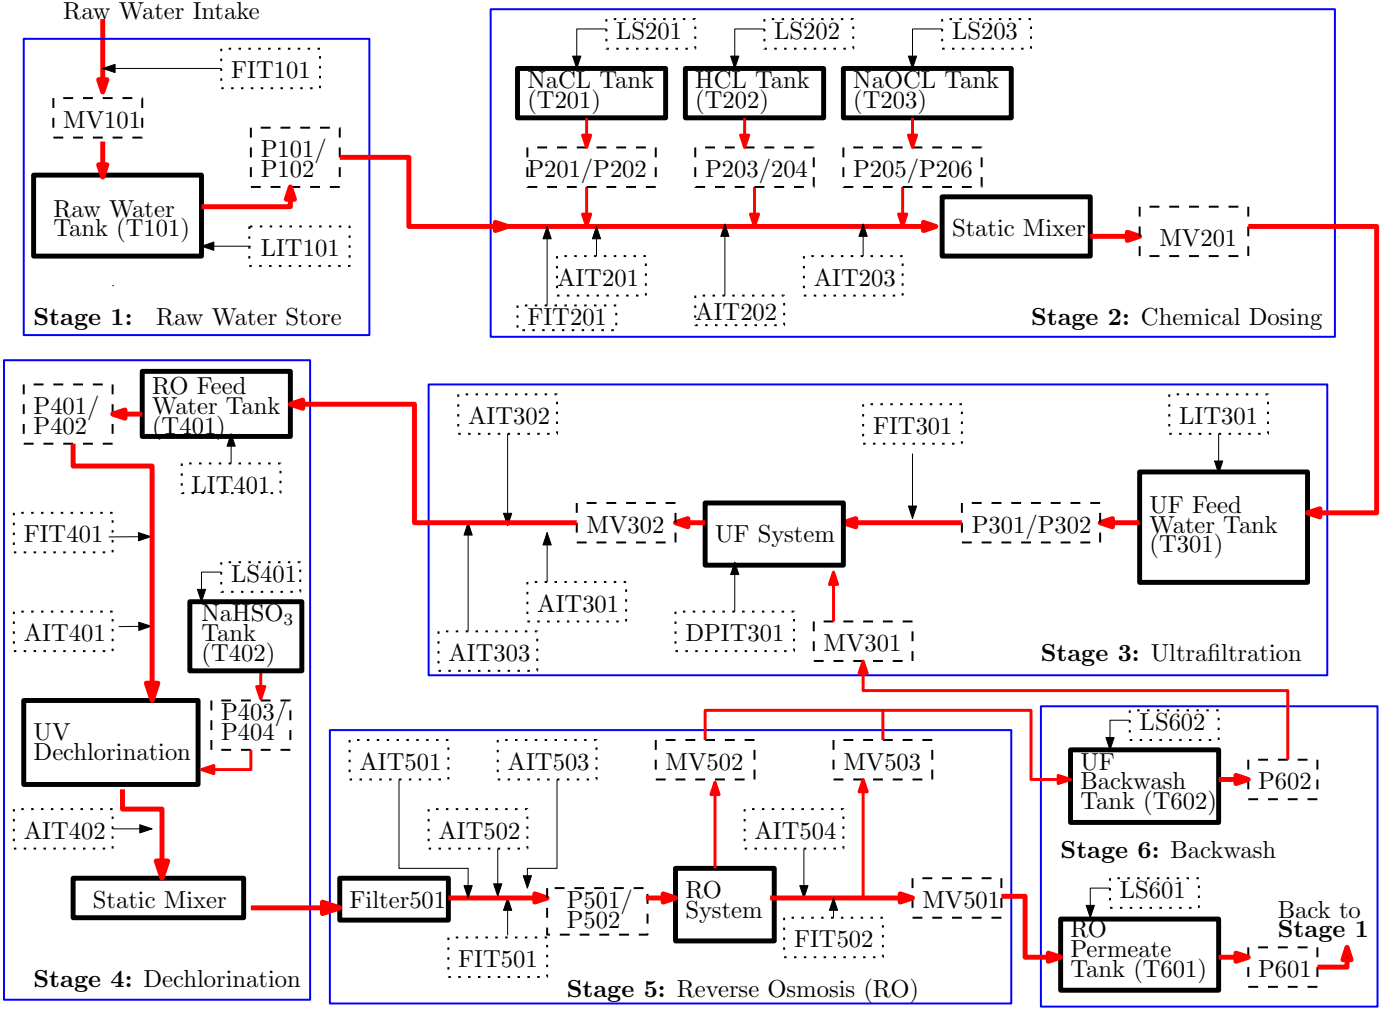 Raw Water Intake
FIT101
MV101
P101/
P102
Raw Water
Tank (T101)
LIT101
Stage 1: Raw Water Store
LS201
LS202
LS203
NaCL Tank
(T201)
HCL Tank
(T202)
NaOCL Tank
(T203)
P201/P202
P203/204
P205/P206
Static Mixer
MV201
AIT201
AIT203
FIT201
AIT202
Stage 2: Chemical Dosing
RO Feed
Water Tank
(T401)
P401/
P402
LIT401
FIT401
LS401
NaHSO3
Tank
(T402)
AIT401
P403/
P404
UV
Dechlorination
AIT402
Static Mixer
Stage 4: Dechlorination
AIT302
FIT301
LIT301
MV302
UF System
P301/P302
UF Feed
Water Tank
(T301)
AIT301
DPIT301
MV301
AIT303
Stage 3: Ultrafiltration
AIT501
AIT503
MV502
MV503
AIT502
AIT504
Filter501
P501/
P502
RO
System
MV501
FIT501
FIT502
Stage 5: Reverse Osmosis (RO)
LS602
UF
Backwash
Tank (T602)
P602
Stage 6: Backwash
LS601
RO
Permeate
Tank (T601)
P601
Back to
Stage 1